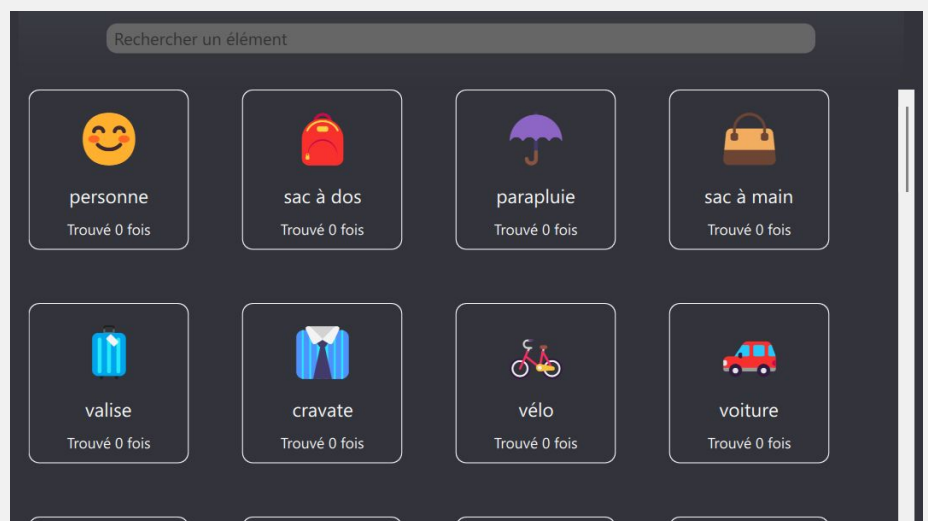 Rechercher un élément
personne
Trouvé 0 fois
sac à dos
Trouvé 0 fois
parapluie
Trouvé 0 fois
sac à main
Trouvé 0 fois
valise
Trouvé 0 fois
cravate
Trouvé 0 fois
vélo
Trouvé 0 fois
voiture
Trouvé 0 fois